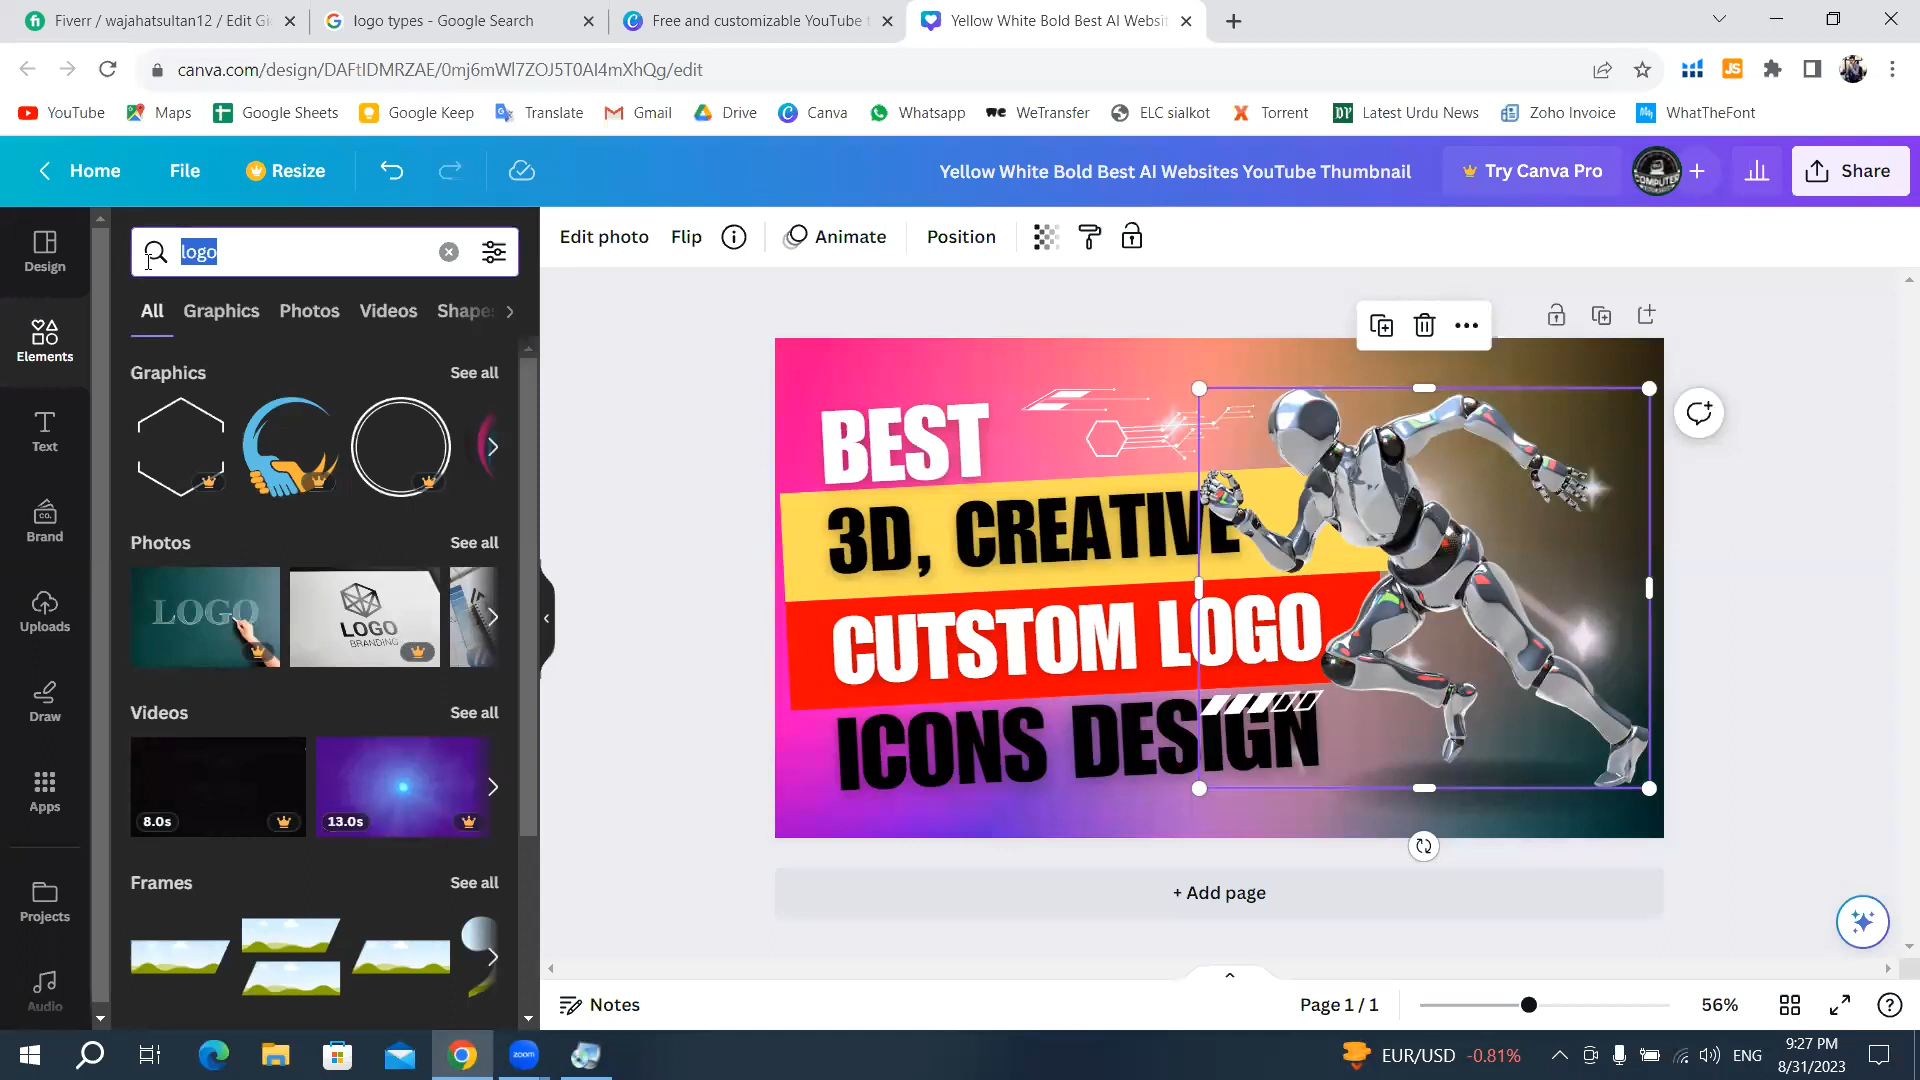 Fiverr / wajahatsultan12 / Edit Gi
logo types - Google Search
Free and customizable YouTube t
Yellow White Bold Best AI Websit
canva.com/design/DAFtIDMRZAE/0mj6mWl7ZOJ5T0AI4mXhQg/edit
YouTube Maps Google Sheets Google Keep Translate Gmail Drive Canva Whatsapp WeTransfer ELC sialkot Torrent Latest Urdu News Zoho Invoice WhatTheFont
Home File Resize Yellow White Bold Best AI Websites YouTube Thumbnail Try Canva Pro COMPUTER Share
Design
Elements
Text
Brand
Uploads
Draw
Apps
Projects
Audio
logo
All Graphics Photos Videos Shapes
Graphics See all
Photos See all
LOGO
LOGO
BRANDING
Videos See all
8.0s 13.0s
Frames See all
Edit photo Flip Animate Position
BEST
3D, CREATIVE
CUTSTOM LOGO
ICONS DESIGN
+ Add page
Notes Page 1 / 1 56%
zoom
EUR/USD -0.81% ENG 9:27 PM
8/31/2023